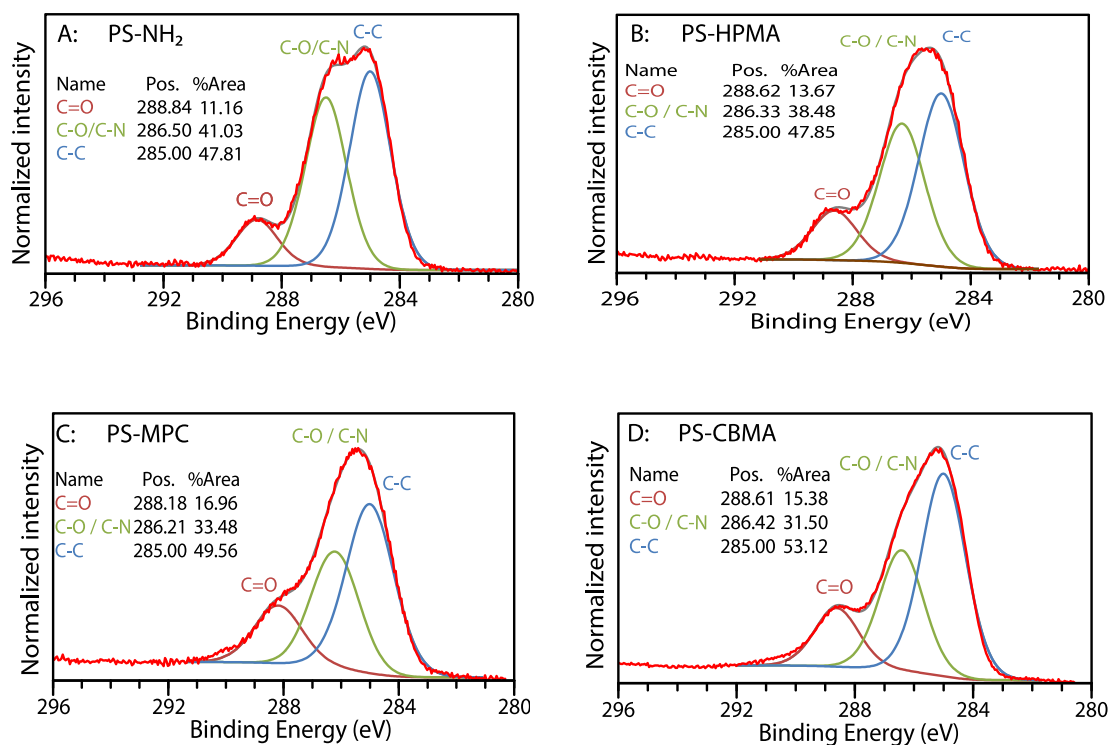 A: PS-NH₂
C-O/C-N
C-C
Name Pos. %Area
C=O 288.84 11.16
C-O/C-N 286.50 41.03
C-C 285.00 47.81
C=O
Normalized intensity
296 292 288 284 280
Binding Energy (eV)
B: PS-HPMA
C-O / C-N
C-C
Name Pos. %Area
C=O 288.62 13.67
C-O / C-N 286.33 38.48
C-C 285.00 47.85
C=O
Normalized intensity
296 292 288 284 280
Binding Energy (eV)
C: PS-MPC
C-O / C-N
C-C
Name Pos. %Area
C=O 288.18 16.96
C-O / C-N 286.21 33.48
C-C 285.00 49.56
C=O
Normalized intensity
296 292 288 284 280
Binding Energy (eV)
D: PS-CBMA
C-O / C-N
C-C
Name Pos. %Area
C=O 288.61 15.38
C-O / C-N 286.42 31.50
C-C 285.00 53.12
C=O
Normalized intensity
296 292 288 284 280
Binding Energy (eV)